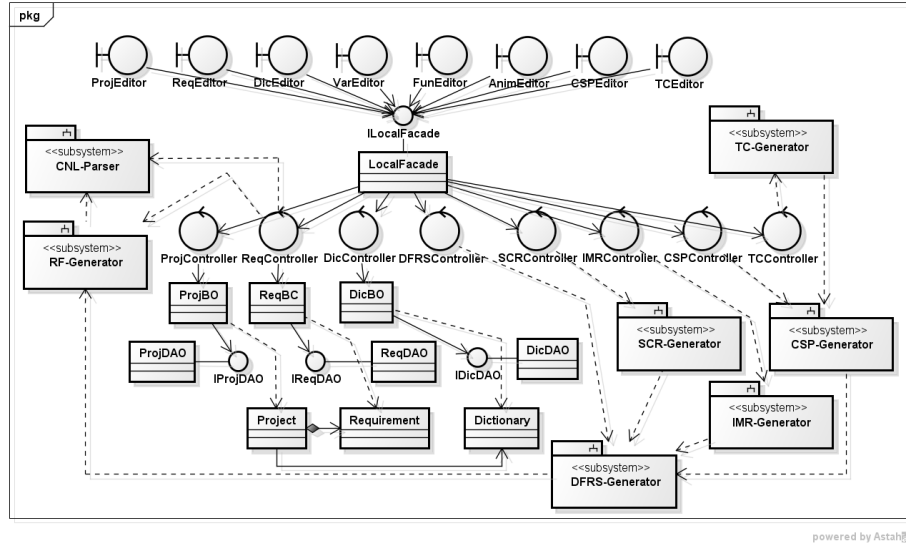 pkg
ProjEditor
ReqEditor
DicEditor
VarEditor
FunEditor
AnimEditor
CSPEditor
TCEditor
ILocalFacade
LocalFacade
<<subsystem>>
CNL-Parser
<<subsystem>>
TC-Generator
<<subsystem>>
RF-Generator
ProjController
ReqController
DicController
DFRSController
SCRController
IMRController
CSPController
TCController
ProjBO
ReqBC
DicBO
<<subsystem>>
SCR-Generator
<<subsystem>>
CSP-Generator
ProjDAO
IProjDAO
IReqDAO
ReqDAO
IDicDAO
DicDAO
Project
Requirement
Dictionary
<<subsystem>>
IMR-Generator
<<subsystem>>
DFRS-Generator
powered by Astah